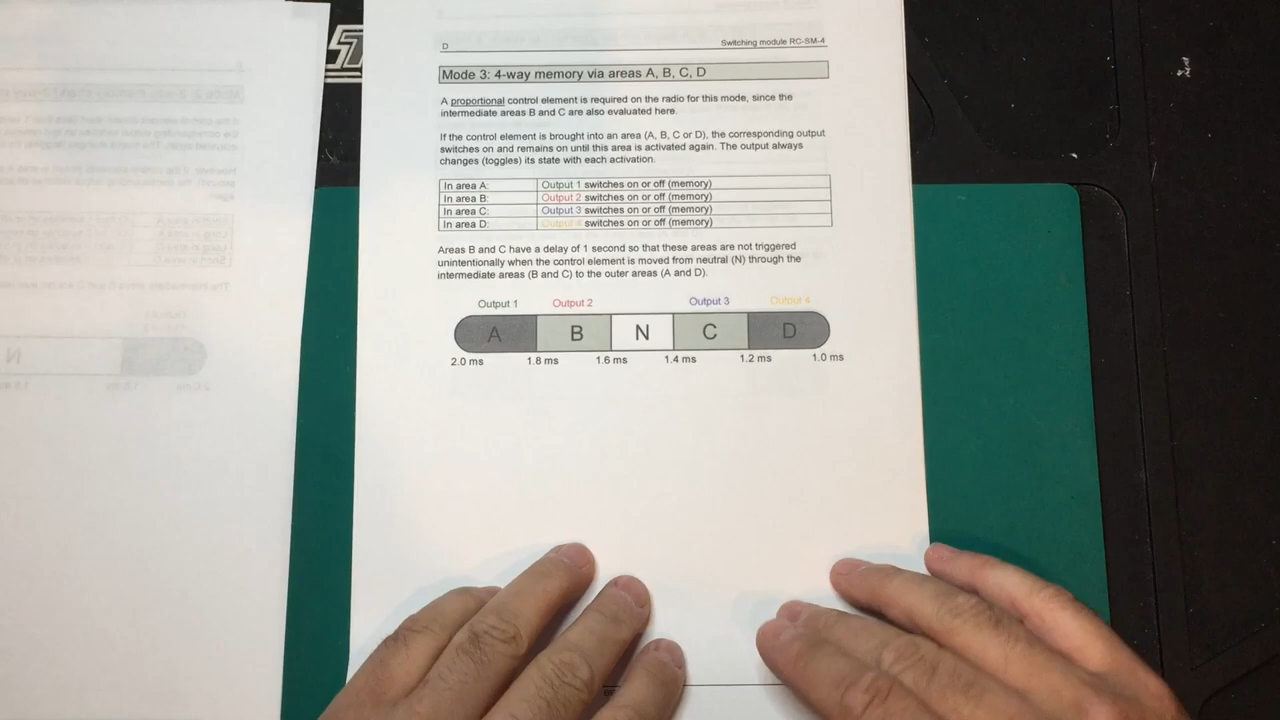 D
Switching module RC-SM-4
Mode 3: 4-way memory via areas A, B, C, D
A proportional control element is required on the radio for this mode, since the
intermediate areas B and C are also evaluated here.
If the control element is brought into an area (A, B, C or D), the corresponding output
switches on and remains on until this area is activated again. The output always
changes (toggles) its state with each activation.
In area A: Output 1 switches on or off (memory)
In area B: Output 2 switches on or off (memory)
In area C: Output 3 switches on or off (memory)
In area D: Output 4 switches on or off (memory)
Areas B and C have a delay of 1 second so that these areas are not triggered
unintentionally when the control element is moved from neutral (N) through the
intermediate areas (B and C) to the outer areas (A and D).
Output 1 Output 2 Output 3 Output 4
A B N C D
2.0 ms 1.8 ms 1.6 ms 1.4 ms 1.2 ms 1.0 ms